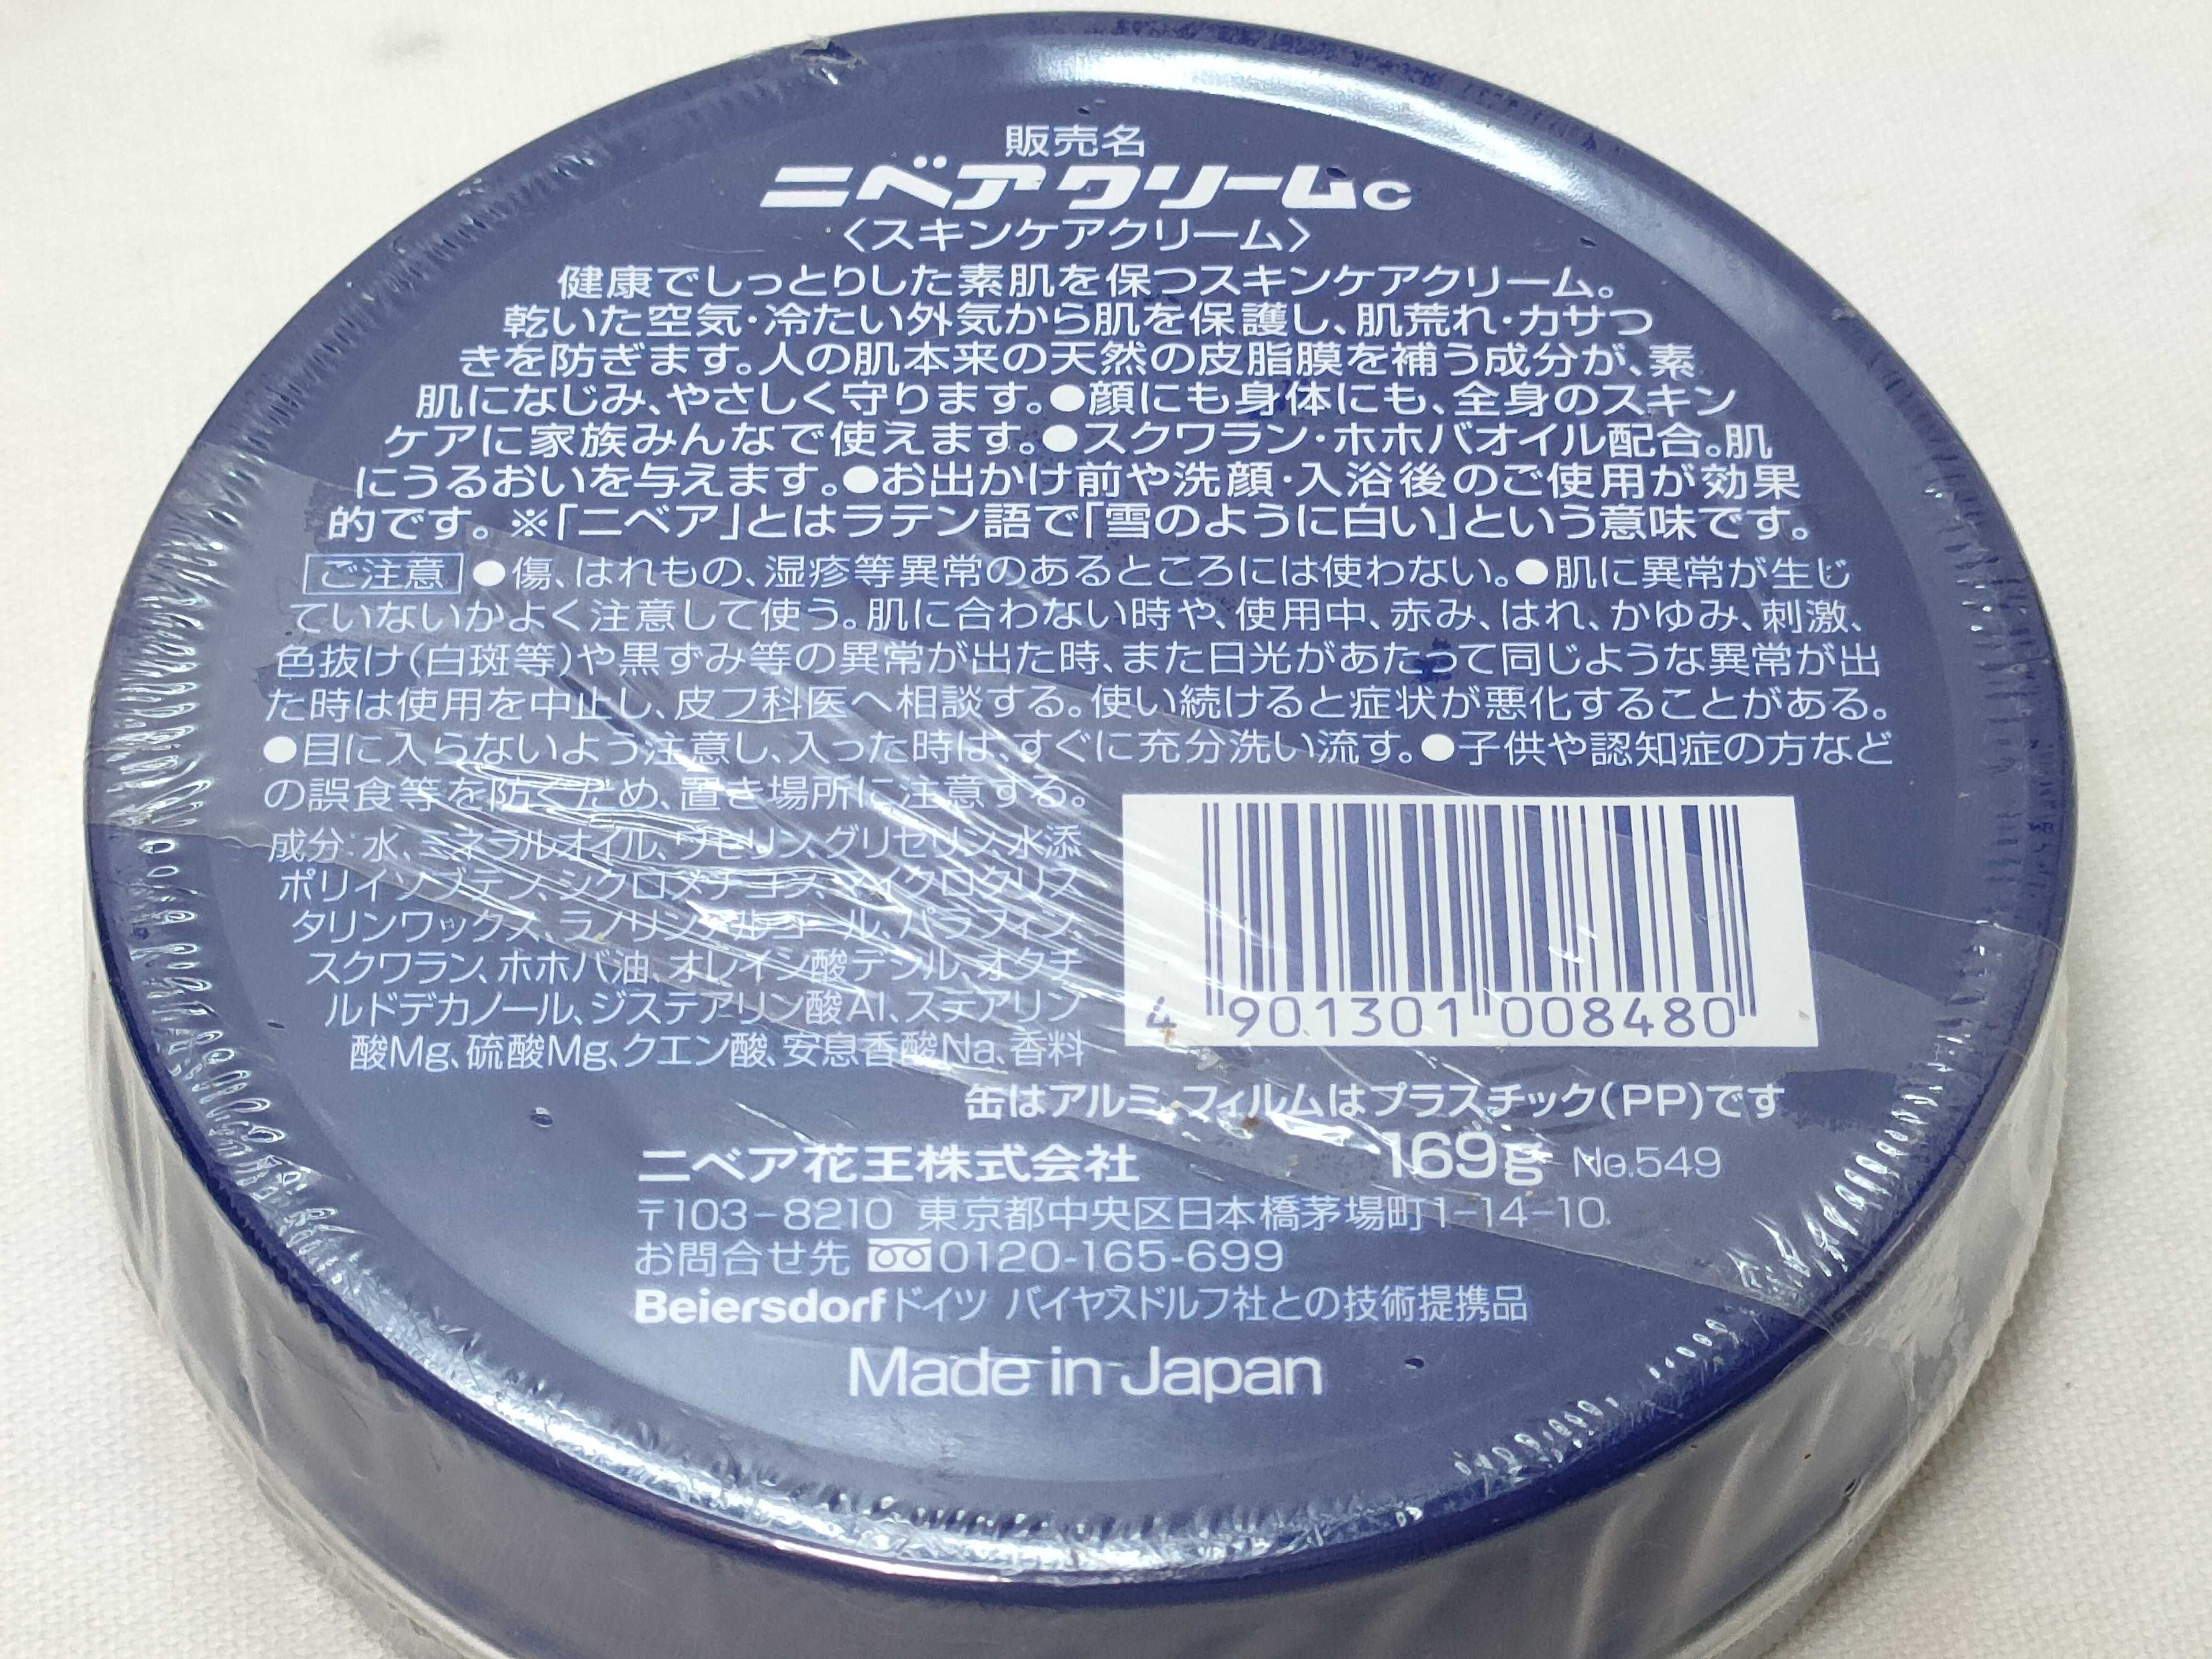 販売名
ニベアクリームc
〈スキンケアクリーム〉
健康でしっとりした素肌を保つスキンケアクリーム。
乾いた空気・冷たい外気から肌を保護し、肌荒れ・カサつ
きを防ぎます。人の肌本来の天然の皮脂膜を補う成分が、素
肌になじみ、やさしく守ります。●顔にも身体にも、全身のスキン
ケアに家族みんなで使えます。●スクワラン・ホホバオイル配合。肌
にうるおいを与えます。●お出かけ前や洗顔・入浴後のご使用が効果
的です。※「ニベア」とはラテン語で「雪のように白い」という意味です。
ご注意 ●傷、はれもの、湿疹等異常のあるところには使わない。●肌に異常が生じ
ていないかよく注意して使う。肌に合わない時や、使用中、赤み、はれ、かゆみ、刺激、
色抜け(白斑等)や黒ずみ等の異常が出た時、また日光があたって同じような異常が出
た時は使用を中止し、皮フ科医へ相談する。使い続けると症状が悪化することがある。
●目に入らないよう注意し、入った時は、すぐに充分洗い流す。●子供や認知症の方など
の誤食等を防ぐため、置き場所に注意する。
成分:水、ミネラルオイル、ワセリン、グリセリン、水添
ポリイソブテン、シクロメチコン、マイクロクリス
タリンワックス、ラノリンアルコール、パラフィン、
スクワラン、ホホバ油、オレイン酸デシル、オクチ
ルドデカノール、ジステアリン酸Al、ステアリン
酸Mg、硫酸Mg、クエン酸、安息香酸Na、香料
4 901301 008480
缶はアルミ、フィルムはプラスチック(PP)です
169g No.549
ニベア花王株式会社
〒103-8210 東京都中央区日本橋茅場町1-14-10
お問合せ先 0120-165-699
Beiersdorf ドイツ バイヤスドルフ社との技術提携品
Made in Japan